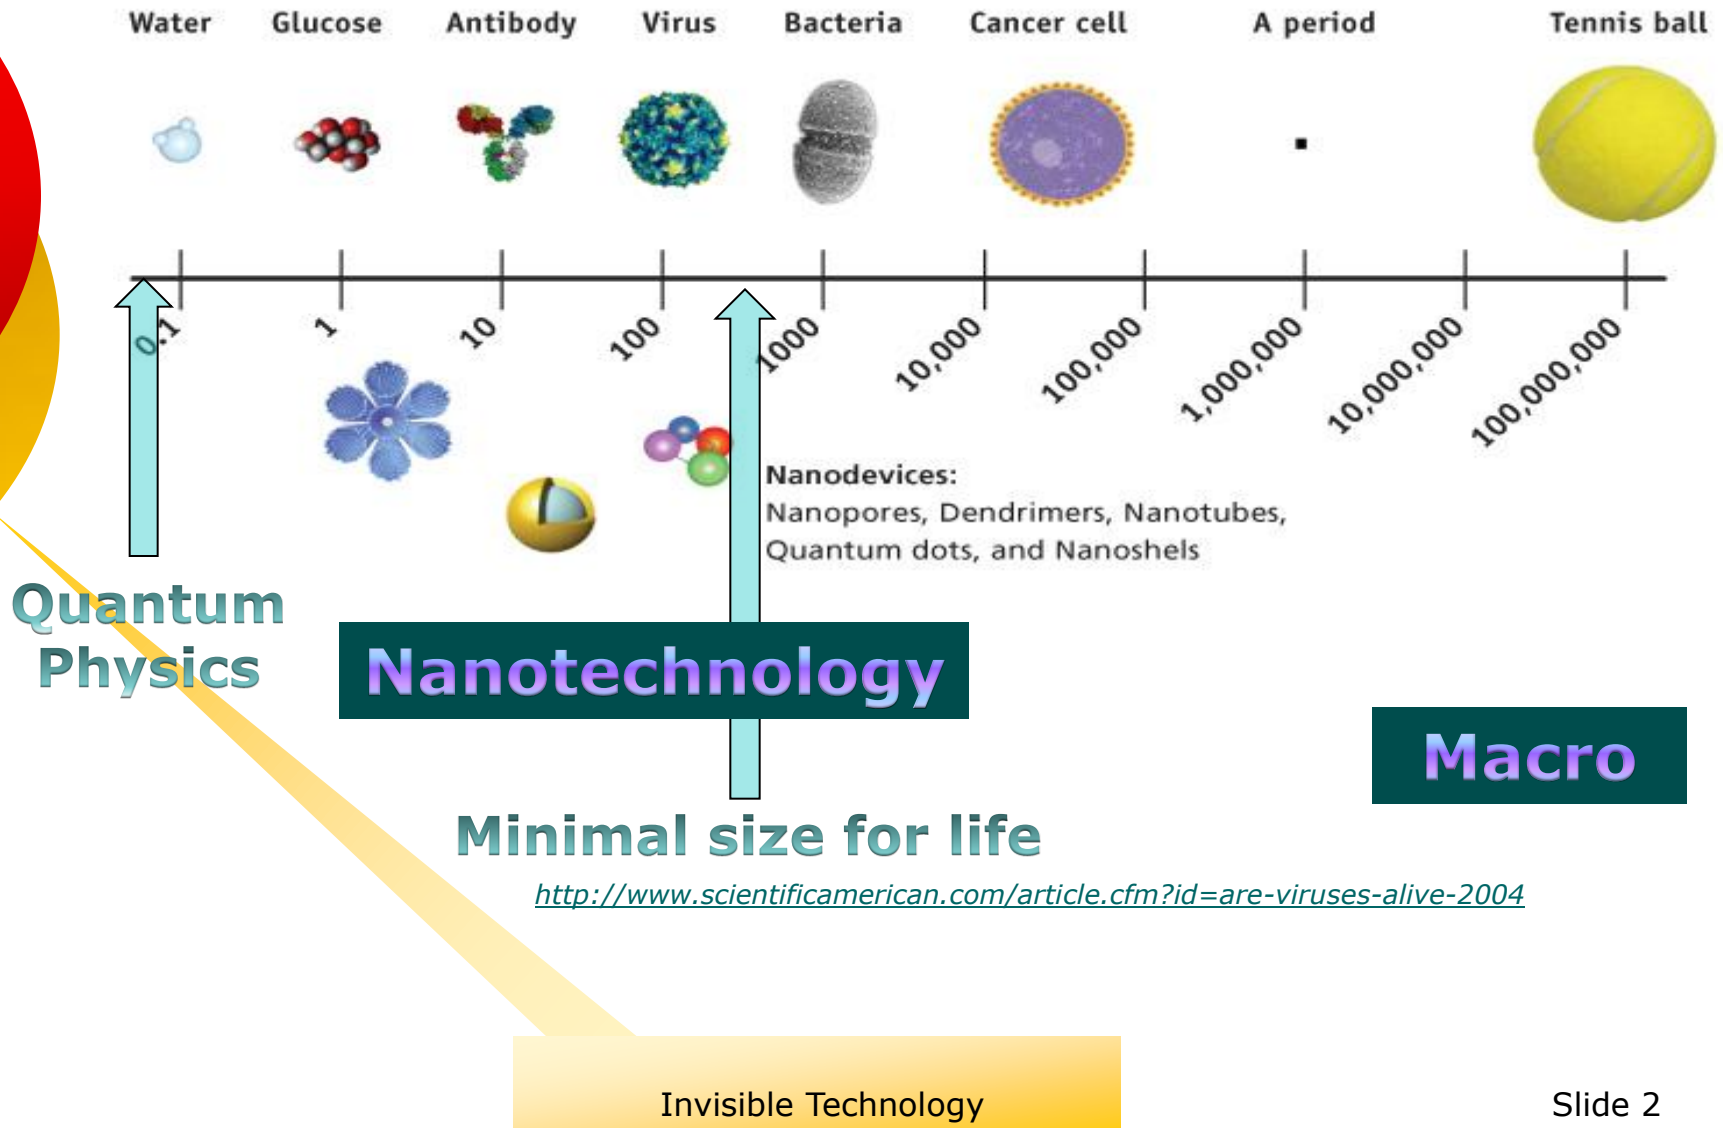 Water Glucose Antibody Virus Bacteria Cancer cell A period Tennis ball
0.1 1 10 100 1000 10,000 100,000 1,000,000 10,000,000 100,000,000
Nanodevices:
Nanopores, Dendrimers, Nanotubes,
Quantum dots, and Nanoshels
Quantum
Physics
Nanotechnology
Macro
Minimal size for life
http://www.scientificamerican.com/article.cfm?id=are-viruses-alive-2004
Invisible Technology
Slide 2